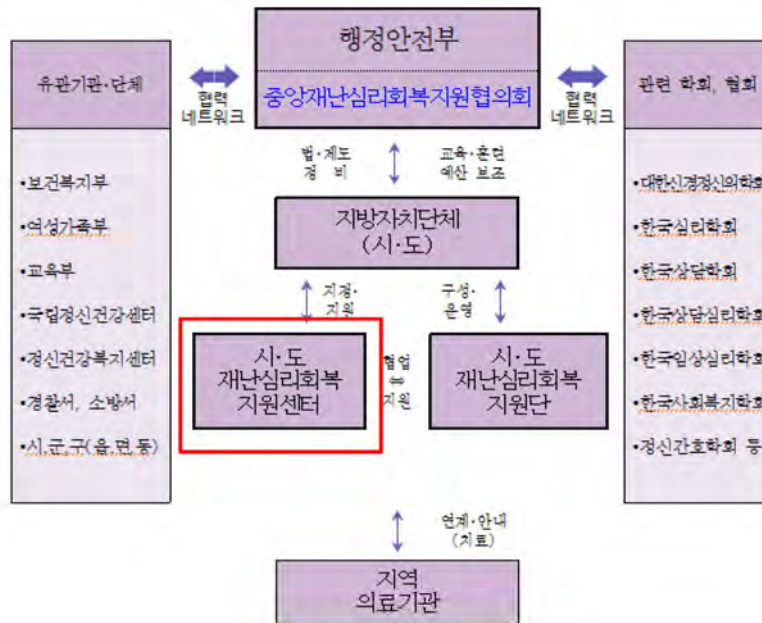 유관기관·단체
•보건복지부
•여성가족부
•교육부
•국립정신건강센터
•정신건강복지센터
•경찰서, 소방서
•시,군,구(읍,면,동)
협력
네트워크
행정안전부
중앙재난심리회복지원협의회
협력
네트워크
법·제도
정 비
교육·훈련
예산 보조
지방자치단체
(시·도)
지정·
지원
구성·
운영
시·도
재난심리회복
지원센터
협업
⇔
지원
시·도
재난심리회복
지원단
연계·안내
(치료)
지역
의료기관
관련 학회, 협회
•대한신경정신의학회
•한국심리학회
•한국상담학회
•한국상담심리학회
•한국임상심리학회
•한국사회복지학회
•정신간호학회 등